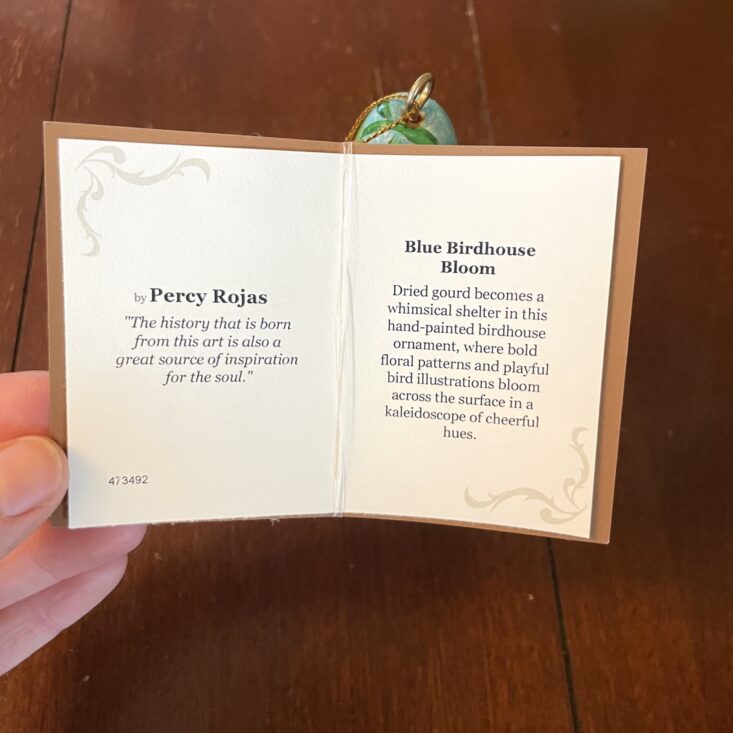 by Percy Rojas
"The history that is born
from this art is also a
great source of inspiration
for the soul."
473492
Blue Birdhouse
Bloom
Dried gourd becomes a
whimsical shelter in this
hand-painted birdhouse
ornament, where bold
floral patterns and playful
bird illustrations bloom
across the surface in a
kaleidoscope of cheerful
hues.